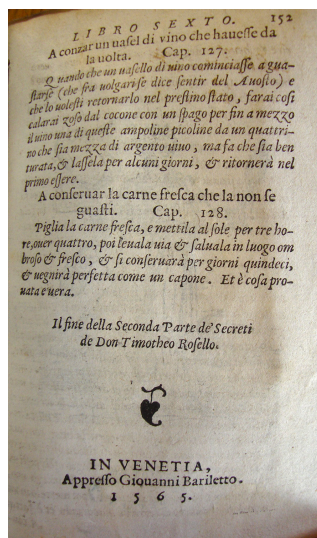 LIBRO SEXTO. 152
A conzar un uasel di vino che hauesse da
la uolta. Cap. 127.
Quando che un uasello di uino cominciasse a gua-
starse (che fra uolgari se dice sentir del Auosto) e
che lo uolesti retornarlo nel prestino stato, farai cosi
calarai zoso dal cocone con un spago per fin a mezzo
il uino una di queste ampoline picoline da un quattri-
no che sia mezza di argento uiuo, ma fa che sia ben
turata, & lassela per alcuni giorni, & ritornerà nel
primo essere.
A conseruar la carne fresca che la non se
guasti. Cap. 128.
Piglia la carne fresca, e mettila al sole per tre ho-
re, ouer quattro, poi leuala uia & saluala in luogo om
broso & fresco, & si conseruarà per giorni quindeci,
& uegnirà perfetta come un capone. Et è cosa pro-
uata e uera.
Il fine della Seconda Parte de' Secreti
de Don Timotheo Rosello.
IN VENETIA,
Appresso Giouanni Bariletto.
1565.